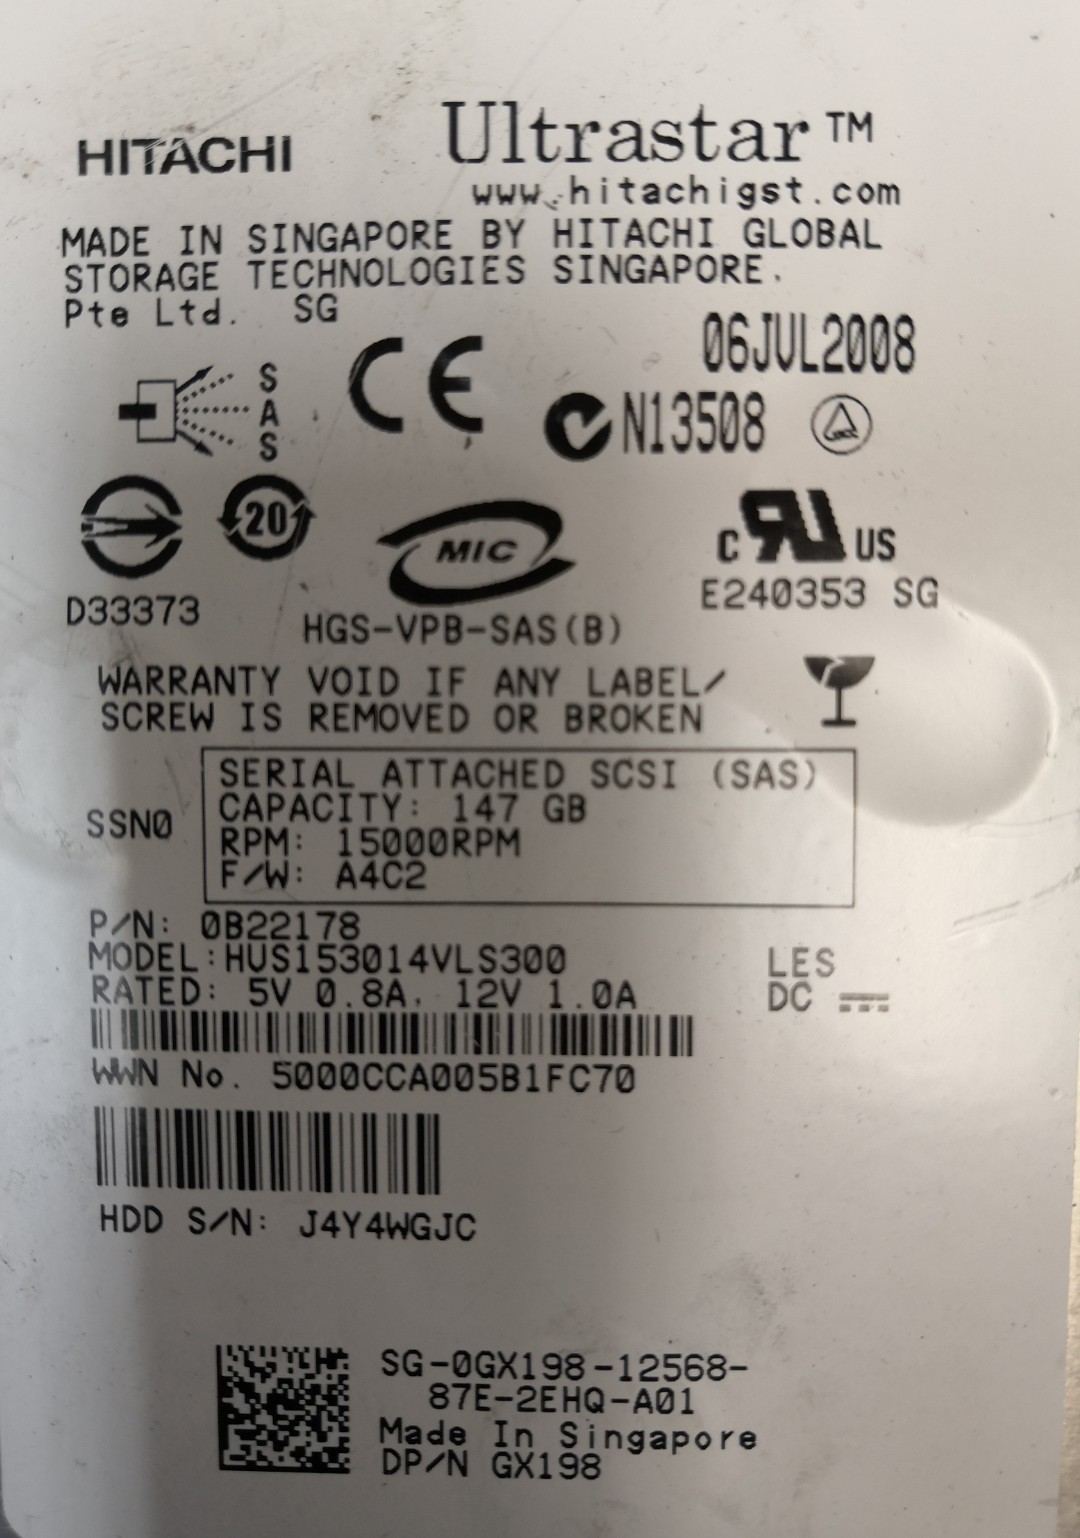 HITACHI
Ultrastar™
www.hitachigst.com
MADE IN SINGAPORE BY HITACHI GLOBAL
STORAGE TECHNOLOGIES SINGAPORE.
Pte Ltd. SG
06JUL2008
SAS
CE
N13508
20
MIC
c RU US
D33373
E240353 SG
HGS-VPB-SAS(B)
WARRANTY VOID IF ANY LABEL/
SCREW IS REMOVED OR BROKEN
SSN0
SERIAL ATTACHED SCSI (SAS)
CAPACITY: 147 GB
RPM: 15000RPM
F/W: A4C2
P/N: 0B22178
MODEL:HUS153014VLS300
LES
RATED: 5V 0.8A, 12V 1.0A
DC
WWN No. 5000CCA005B1FC70
HDD S/N: J4Y4WGJC
SG-0GX198-12568-
87E-2EHQ-A01
Made In Singapore
DP/N GX198